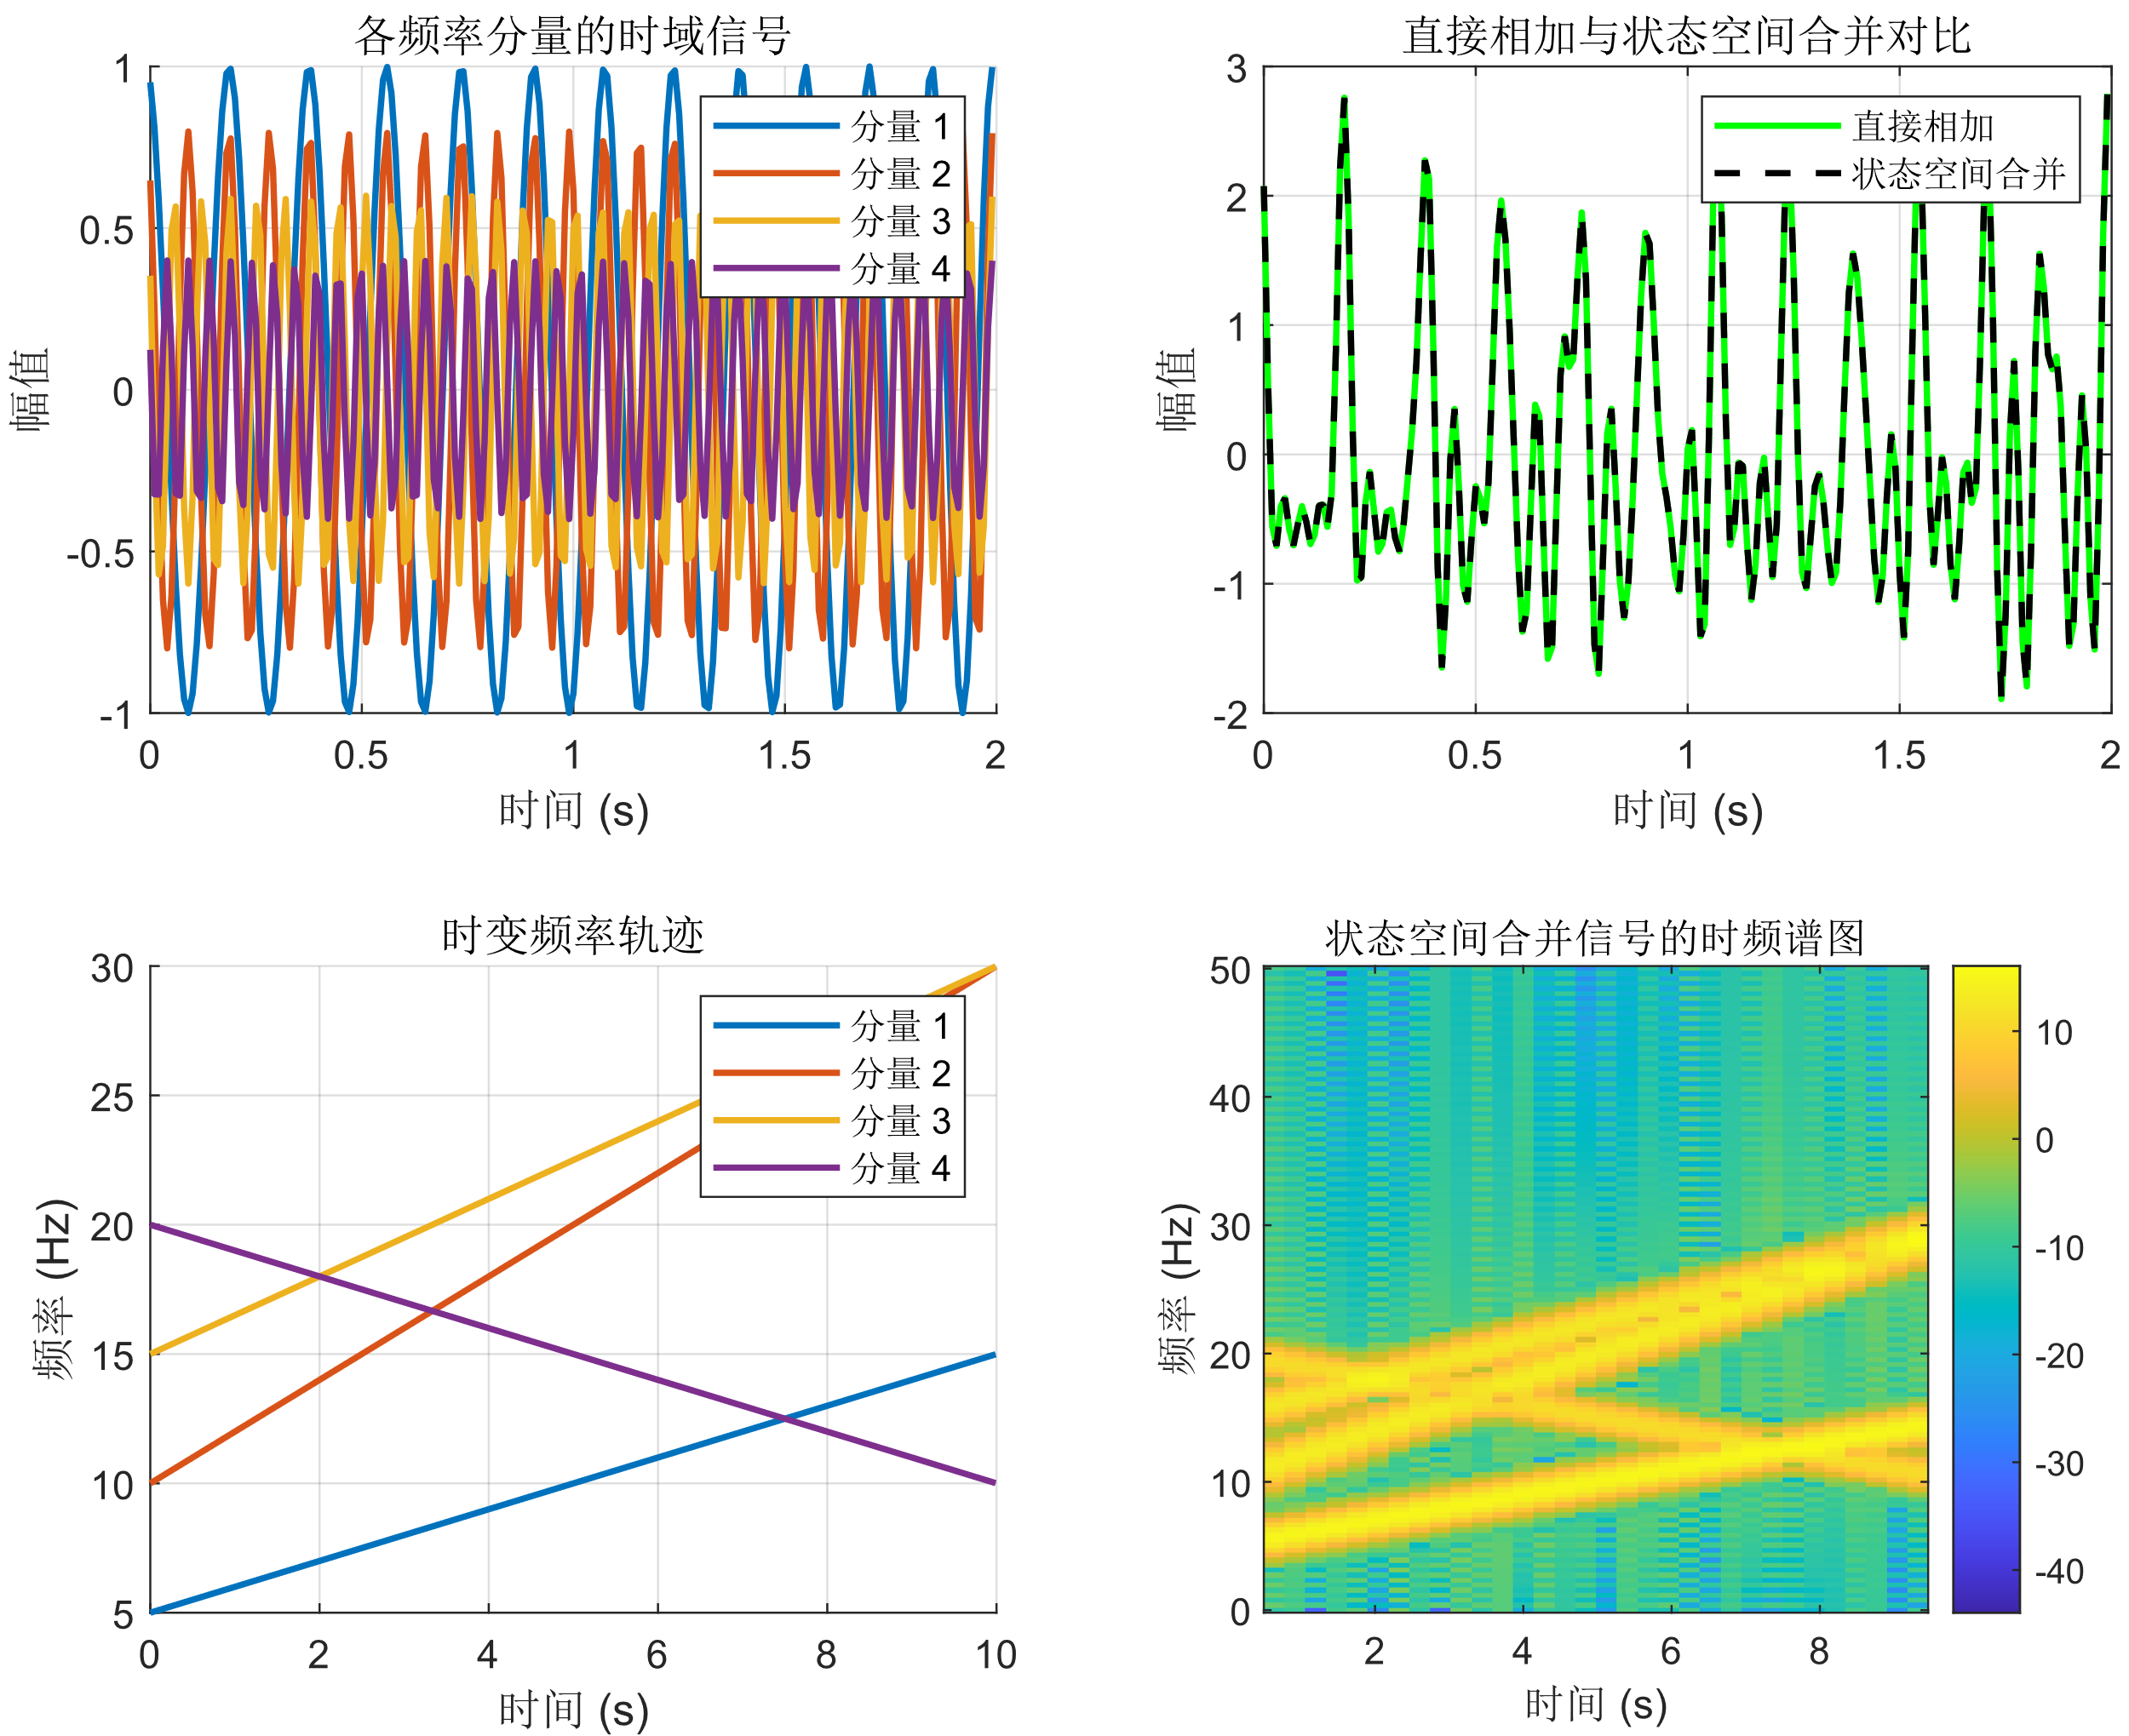 各频率分量的时域信号
1
0.5
0
-0.5
-1
幅值
0 0.5 1 1.5 2
时间 (s)
分量 1
分量 2
分量 3
分量 4
直接相加与状态空间合并对比
3
2
1
0
-1
-2
幅值
0 0.5 1 1.5 2
时间 (s)
直接相加
状态空间合并
时变频率轨迹
30
25
20
15
10
5
频率 (Hz)
0 2 4 6 8 10
时间 (s)
分量 1
分量 2
分量 3
分量 4
状态空间合并信号的时频谱图
50
40
30
20
10
0
频率 (Hz)
2 4 6 8
时间 (s)
10
0
-10
-20
-30
-40